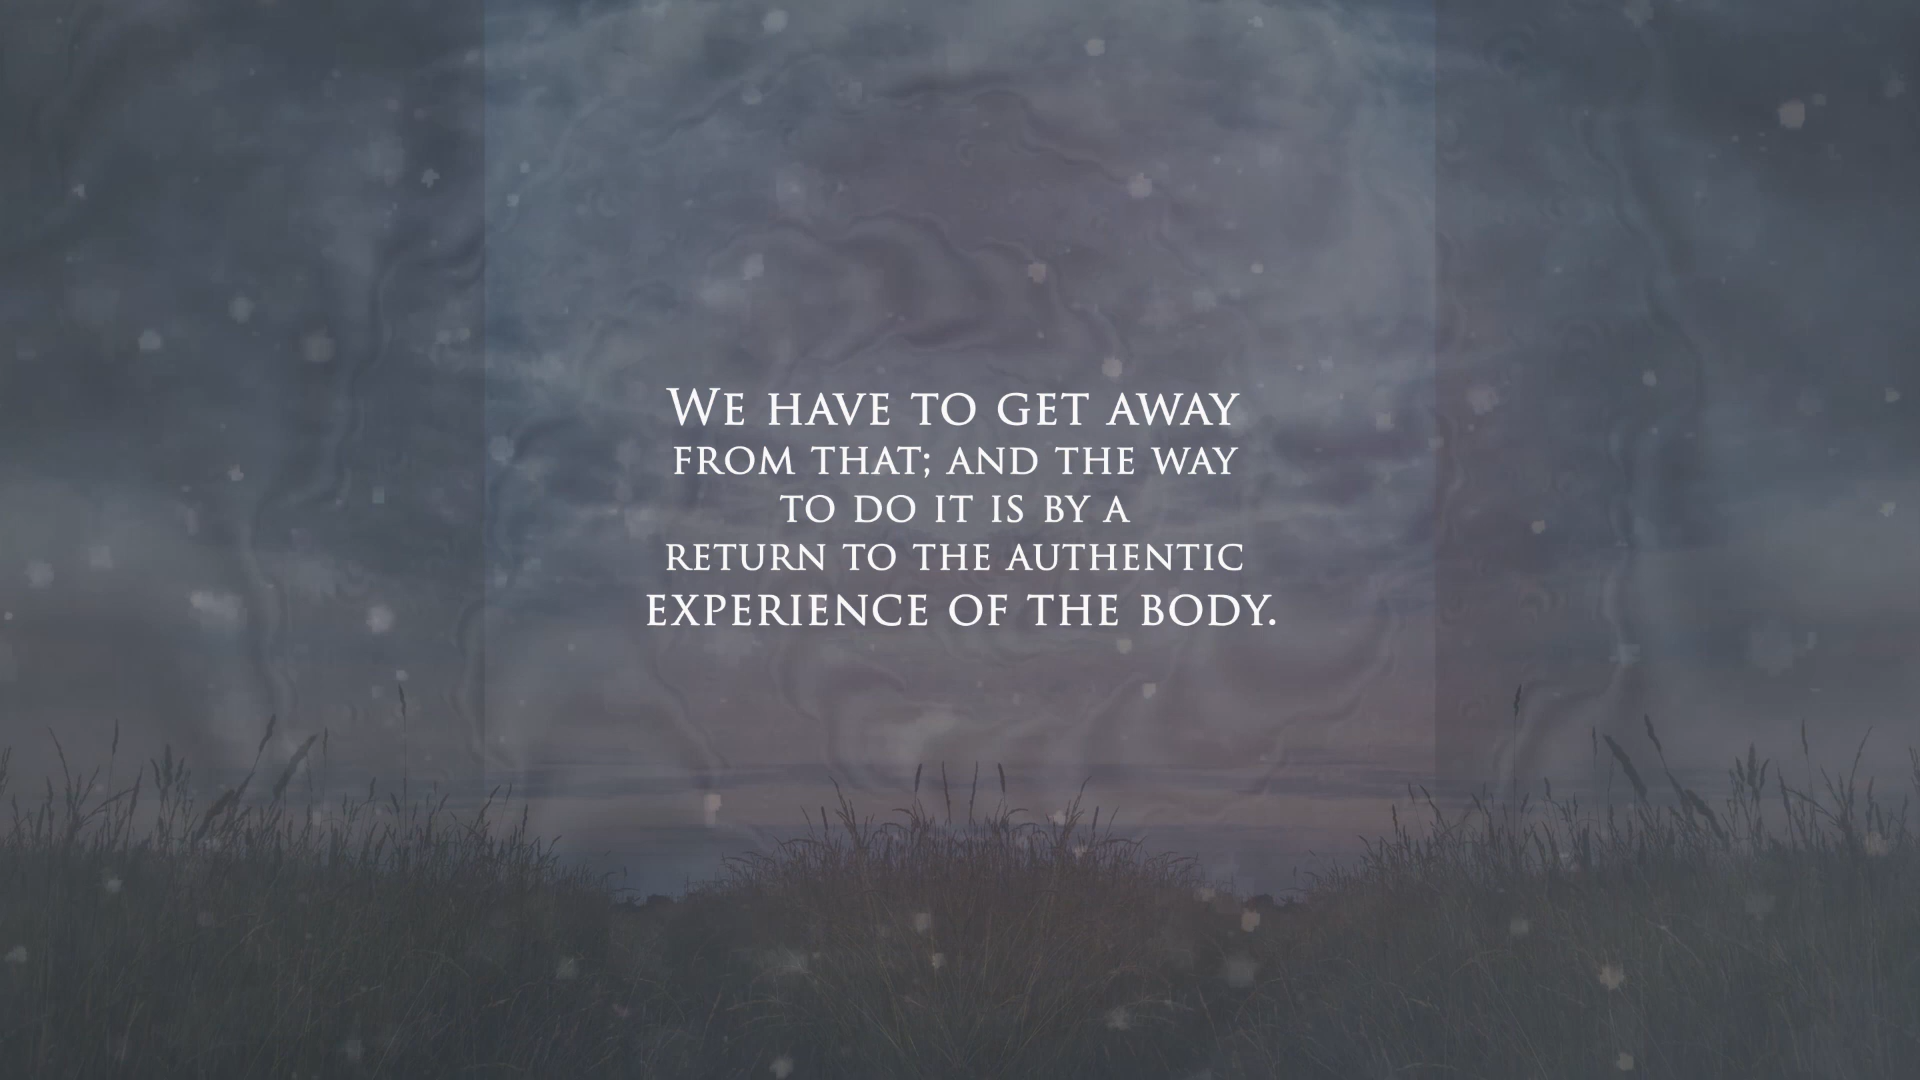 We have to get away
from that; and the way
to do it is by a
return to the authentic
experience of the body.